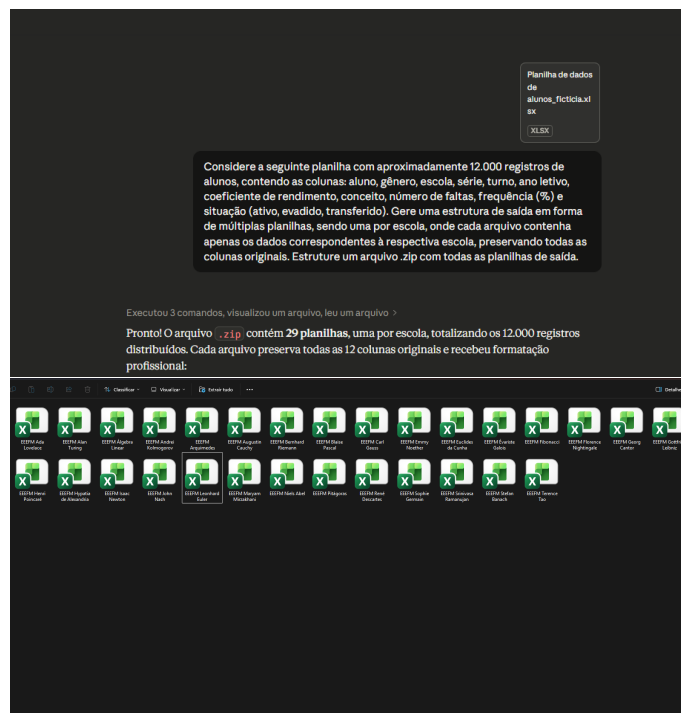 Planilha de dados
de
alunos_ficticia.xl
sx
XLSX
Considere a seguinte planilha com aproximadamente 12.000 registros de
alunos, contendo as colunas: aluno, gênero, escola, série, turno, ano letivo,
coeficiente de rendimento, conceito, número de faltas, frequência (%) e
situação (ativo, evadido, transferido). Gere uma estrutura de saída em forma
de múltiplas planilhas, sendo uma por escola, onde cada arquivo contenha
apenas os dados correspondentes à respectiva escola, preservando todas as
colunas originais. Estruture um arquivo .zip com todas as planilhas de saída.
Executou 3 comandos, visualizou um arquivo, leu um arquivo >
Pronto! O arquivo .zip contém 29 planilhas, uma por escola, totalizando os 12.000 registros
distribuídos. Cada arquivo preserva todas as 12 colunas originais e recebeu formatação
profissional:
Classificar Visualizar Extrair tudo ... Detalhe
EEEFM Ada EEEFM Alan EEEFM Álgebra EEEFM Andrei EEEFM EEEFM Augustin EEEFM Bernhard EEEFM Blaise EEEFM Carl EEEFM Emmy EEEFM Euclides EEEFM Évariste EEEFM Fibonacci EEEFM Florence EEEFM Georg EEEFM Gottfri
Lovelace Turing Linear Kolmogorov Arquimedes Cauchy Riemann Pascal Gauss Noether da Cunha Galois Nightingale Cantor Leibniz
EEEFM Henri EEEFM Hypatia EEEFM Isaac EEEFM John EEEFM Leonhard EEEFM Maryam EEEFM Niels Abel EEEFM Pitágoras EEEFM René EEEFM Sophie EEEFM Srinivasa EEEFM Stefan EEEFM Terence
Poincaré de Alexandria Newton Nash Euler Mirzakhani Descartes Germain Ramanujan Banach Tao